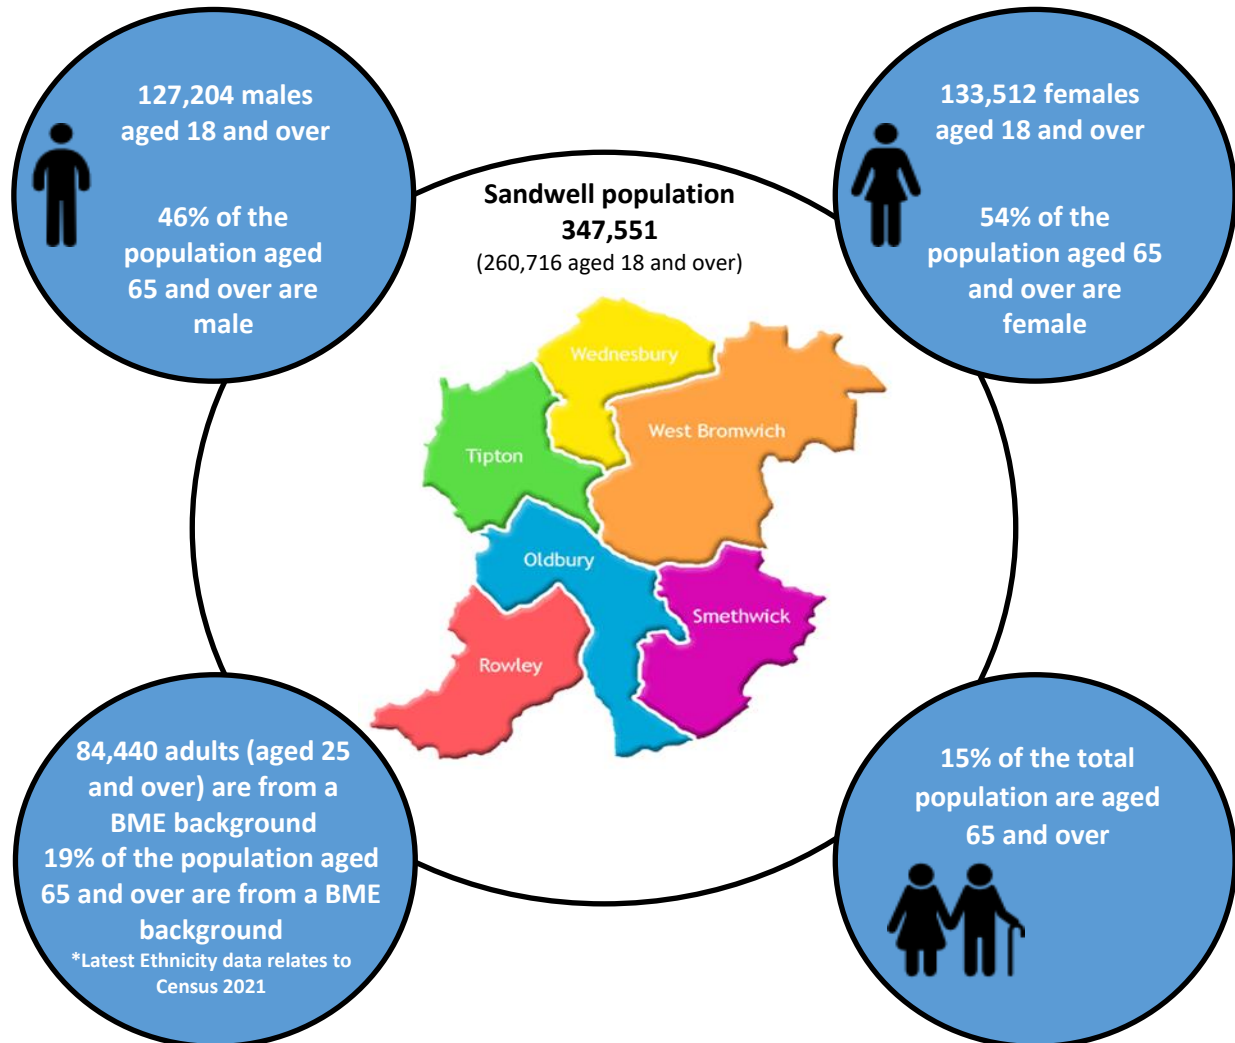 127,204 males
aged 18 and over
46% of the
population aged
65 and over are
male
133,512 females
aged 18 and over
54% of the
population aged 65
and over are
female
Sandwell population
347,551
(260,716 aged 18 and over)
Wednesbury
West Bromwich
Tipton
Oldbury
Smethwick
Rowley
84,440 adults (aged 25
and over) are from a
BME background
19% of the population aged
65 and over are from a BME
background
*Latest Ethnicity data relates to
Census 2021
15% of the total
population are aged
65 and over